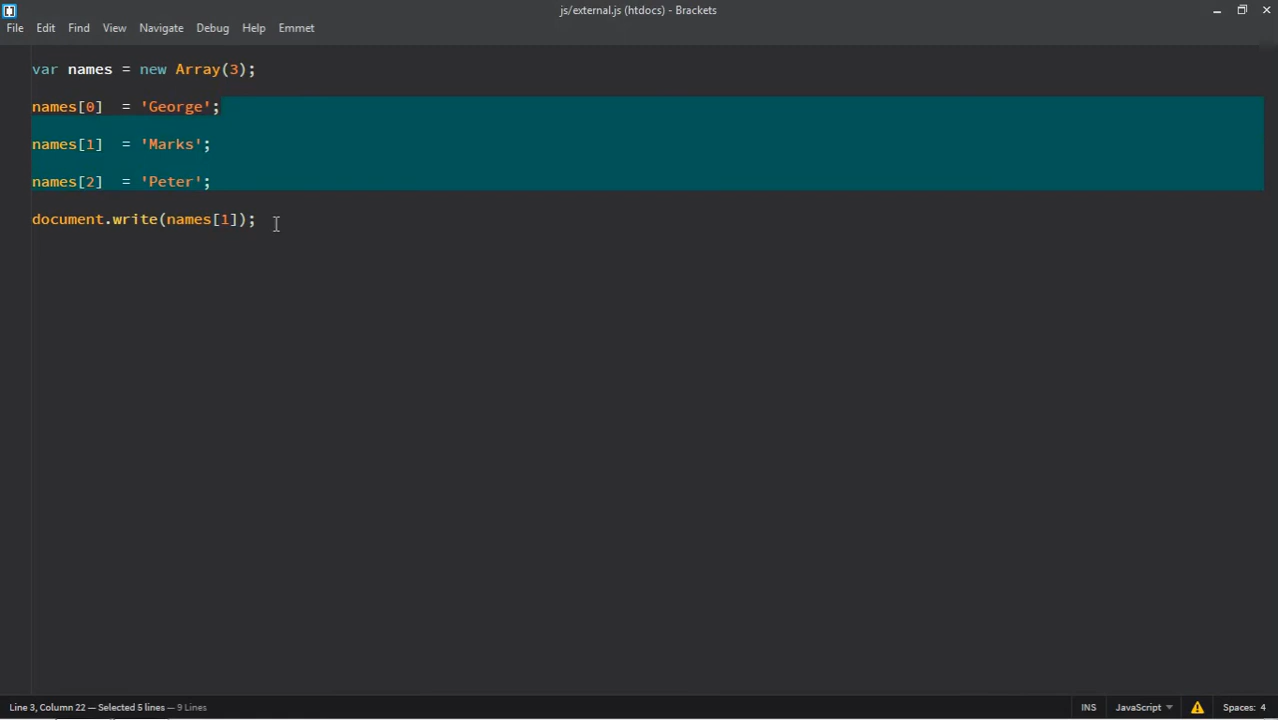 js/external.js (htdocs) - Brackets
File Edit Find View Navigate Debug Help Emmet
var names = new Array(3);
names[0]  = 'George';
names[1]  = 'Marks';
names[2]  = 'Peter';
document.write(names[1]);
Line 3, Column 22 — Selected 5 lines — 9 Lines INS JavaScript Spaces: 4